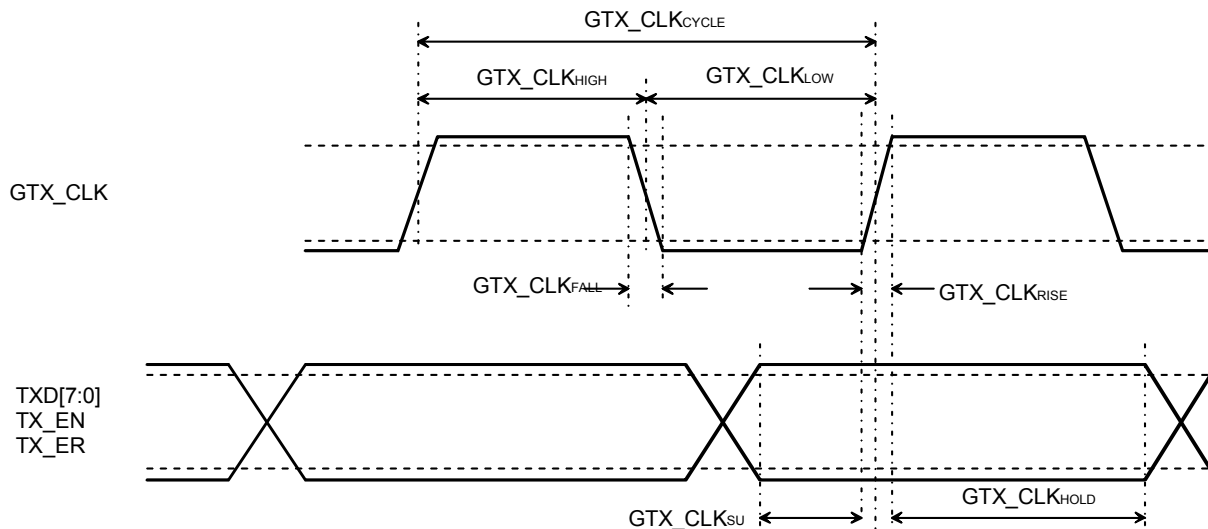 GTX_CLKCYCLE
GTX_CLKHIGH
GTX_CLKLOW
GTX_CLK
GTX_CLKFALL
GTX_CLKRISE
TXD[7:0]
TX_EN
TX_ER
GTX_CLKHOLD
GTX_CLKSU